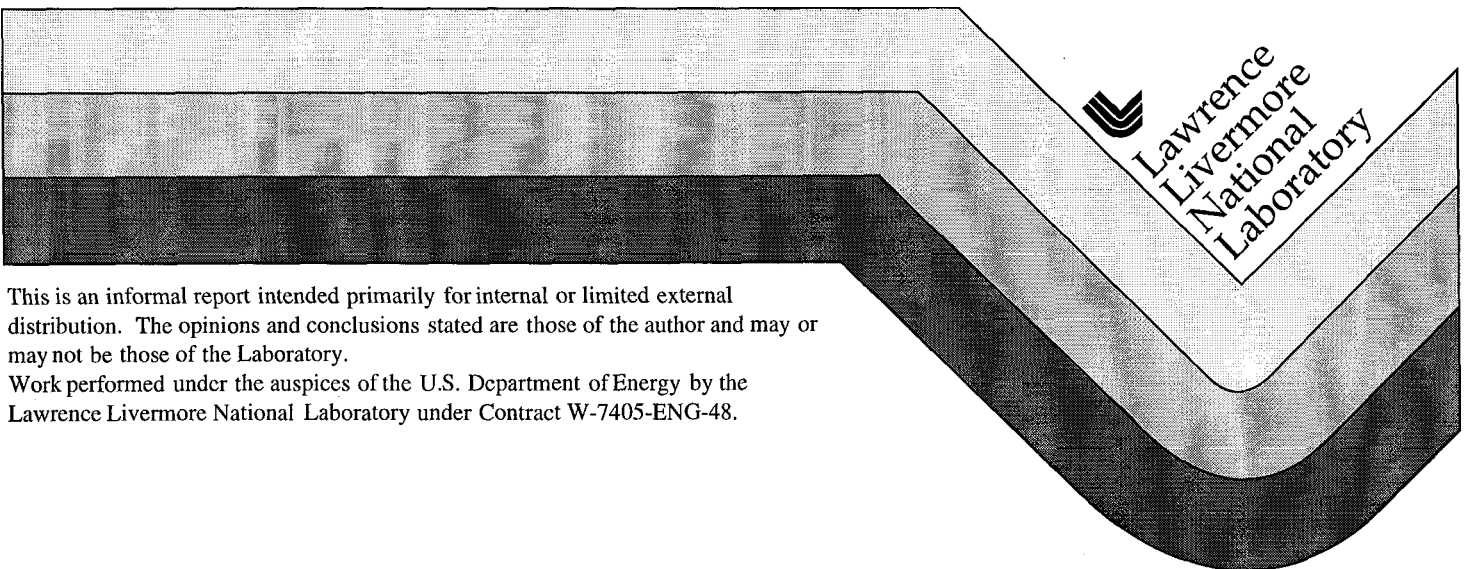 Lawrence
Livermore
National
Laboratory
This is an informal report intended primarily for internal or limited external
distribution. The opinions and conclusions stated are those of the author and may or
may not be those of the Laboratory.
Work performed under the auspices of the U.S. Department of Energy by the
Lawrence Livermore National Laboratory under Contract W-7405-ENG-48.